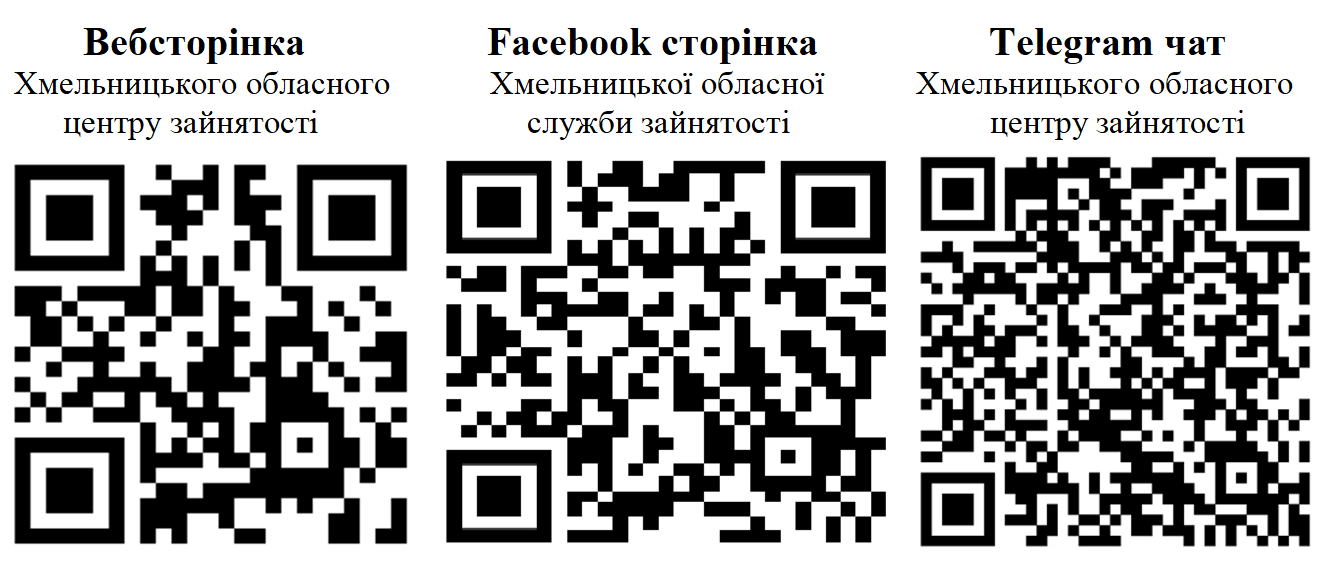 Вебсторінка
Хмельницького обласного
центру зайнятості
Facebook сторінка
Хмельницької обласної
служби зайнятості
Telegram чат
Хмельницького обласного
центру зайнятості